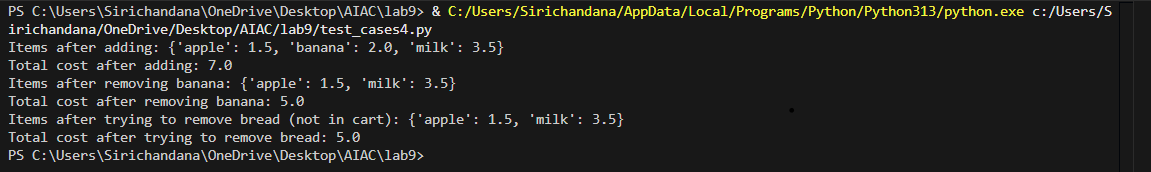 PS C:\Users\Sirichandana\OneDrive\Desktop\AIAC\lab9> & C:/Users/Sirichandana/AppData/Local/Programs/Python/Python313/python.exe c:/Users/S
irichandana/OneDrive/Desktop/AIAC/lab9/test_cases4.py
Items after adding: {'apple': 1.5, 'banana': 2.0, 'milk': 3.5}
Total cost after adding: 7.0
Items after removing banana: {'apple': 1.5, 'milk': 3.5}
Total cost after removing banana: 5.0
Items after trying to remove bread (not in cart): {'apple': 1.5, 'milk': 3.5}
Total cost after trying to remove bread: 5.0
PS C:\Users\Sirichandana\OneDrive\Desktop\AIAC\lab9>